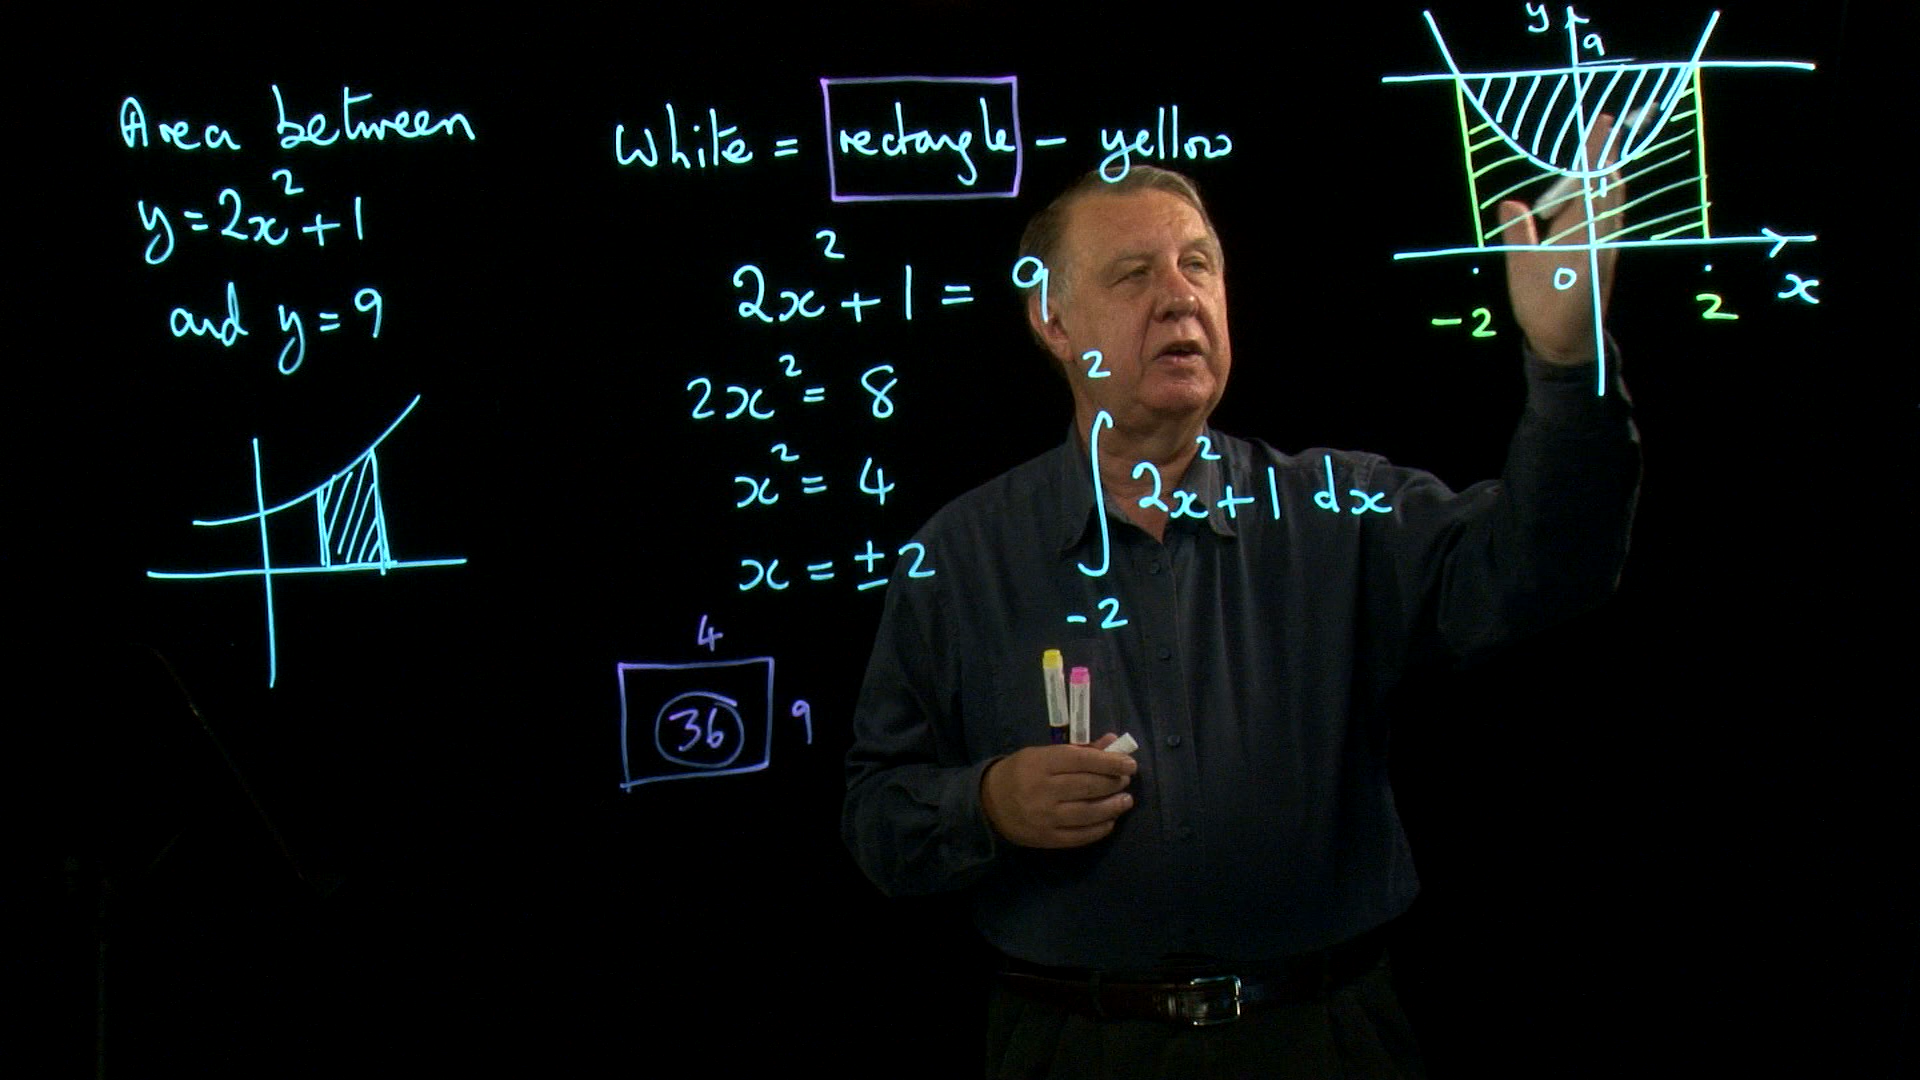 Area between
y = 2x² + 1
and y = 9
White = rectangle - yellow
2x² + 1 = 9
2x² = 8
x² = 4
x = ±2
4
36
9
2
∫ 2x² + 1 dx
-2
y
9
1
0
x
-2
2